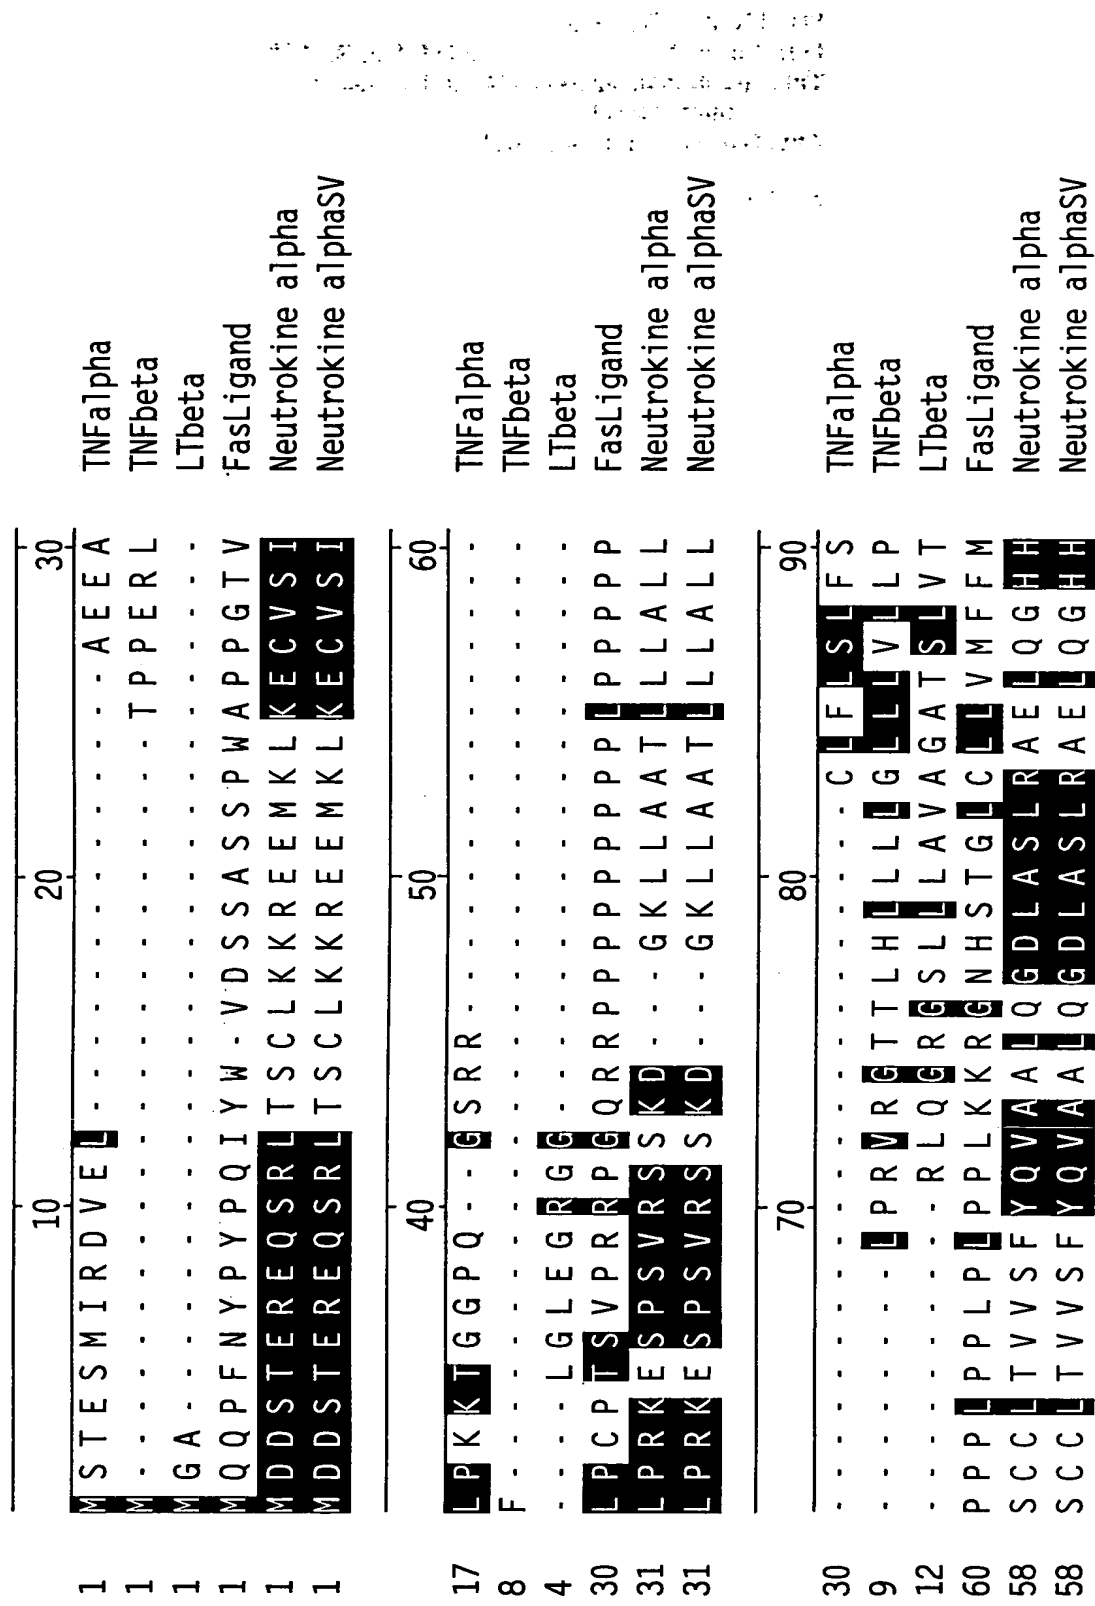 10 20 30
1 M S T E S M I R D V E L - - - - - - - - - - - - - - A E E A TNFalpha
1 M - - - - - - - - - - - - - - - - - - - - - - - T P P E R L TNFbeta
1 M G A - - - - - - - - - - - - - - - - - - - - - - - - - - - LTbeta
1 M Q Q P F N Y P Y P Q I Y W - V D S S A S S P W A P P G T V FasLigand
1 M D D S T E R E Q S R L T S C L K K R E E M K L K E C V S I Neutrokine alpha
1 M D D S T E R E Q S R L T S C L K K R E E M K L K E C V S I Neutrokine alphaSV
40 50 60
17 L P K K T G G P Q - - G S R R - - - - - - - - - - - - - - - TNFalpha
8 F - - - - - - - - - - - - - - - - - - - - - - - - - - - - - TNFbeta
4 - - - - L G L E G R G G - - - - - - - - - - - - - - - - - - LTbeta
30 L P C P T S V P R R P G Q R R P P P P P P P P P L P P P P P FasLigand
31 L P R K E S P S V R S S K D - - - G K L L A A T L L L A L L Neutrokine alpha
31 L P R K E S P S V R S S K D - - - G K L L A A T L L L A L L Neutrokine alphaSV
70 80 90
30 - - - - - - - - - - - - - - - - - - - - - - C L F L S L F S TNFalpha
9 - - - - - - - - L P R V R G T T L H L L L L G L L L V L L P TNFbeta
12 - - - - - - - - - - R L Q G R G S L L L A V A G A T S L V T LTbeta
60 P P P L P P L P L P P L K K R G N H S T G L C L L V M F F M FasLigand
58 S C C L T V V S F Y Q V A A L Q G D L A S L R A E L Q G H H Neutrokine alpha
58 S C C L T V V S F Y Q V A A L Q G D L A S L R A E L Q G H H Neutrokine alphaSV